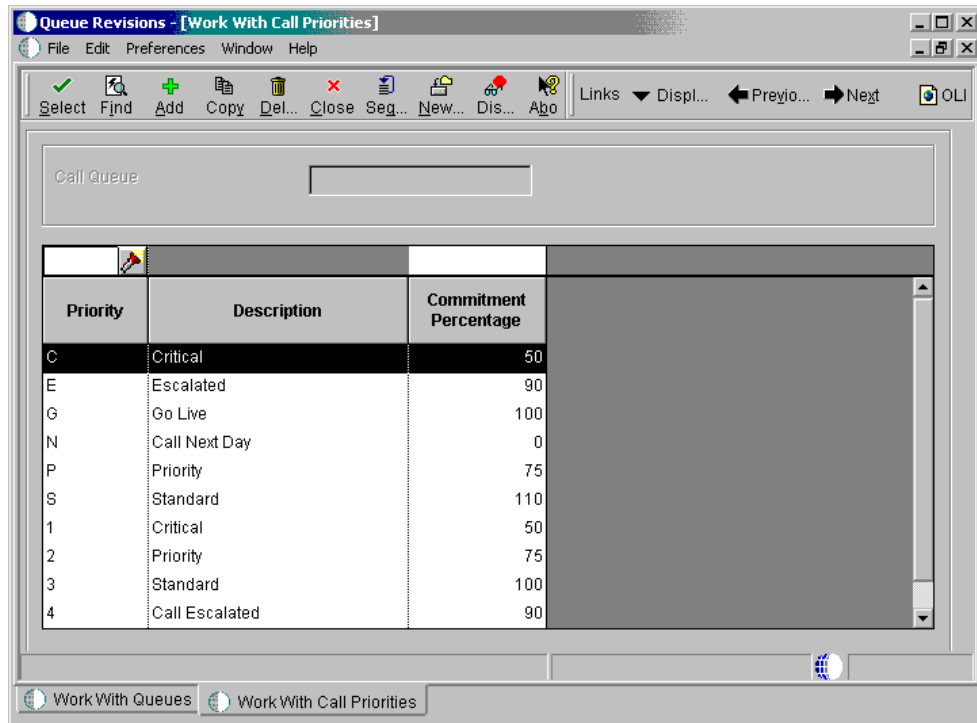 Queue Revisions - [Work With Call Priorities]
File Edit Preferences Window Help
Select Find Add Copy Del... Close Seq... New... Dis... Abo Links Displ... Previo... Next OLI
Call Queue
Priority Description Commitment Percentage
C Critical 50
E Escalated 90
G Go Live 100
N Call Next Day 0
P Priority 75
S Standard 110
1 Critical 50
2 Priority 75
3 Standard 100
4 Call Escalated 90
Work With Queues Work With Call Priorities